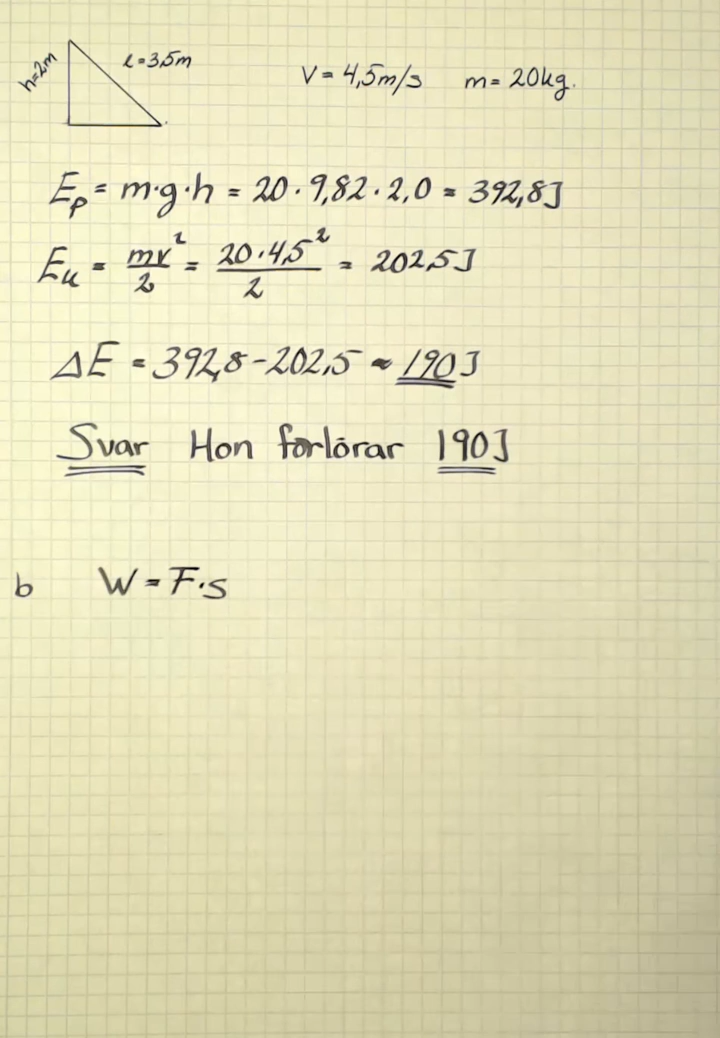 h=2m l=3,5m V=4,5m/s m=20kg.
Ep = m·g·h = 20·9,82·2,0 = 392,8J
Ek = mv²/2 = 20·4,5²/2 = 202,5J
ΔE = 392,8-202,5 ≈ 190J
Svar Hon förlorar 190J
b W=F·s